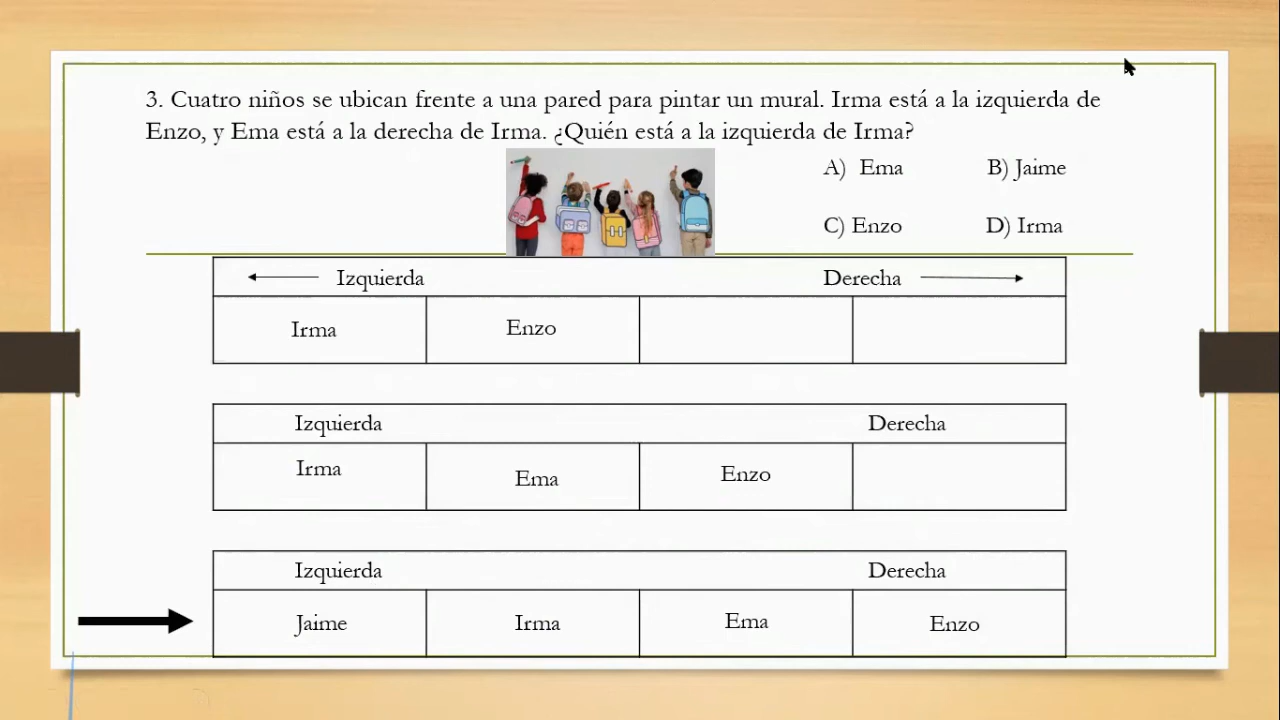 3. Cuatro niños se ubican frente a una pared para pintar un mural. Irma está a la izquierda de
Enzo, y Ema está a la derecha de Irma. ¿Quién está a la izquierda de Irma?
A) Ema B) Jaime
C) Enzo D) Irma
Izquierda Derecha
Irma Enzo
Izquierda Derecha
Irma Ema Enzo
Izquierda Derecha
Jaime Irma Ema Enzo